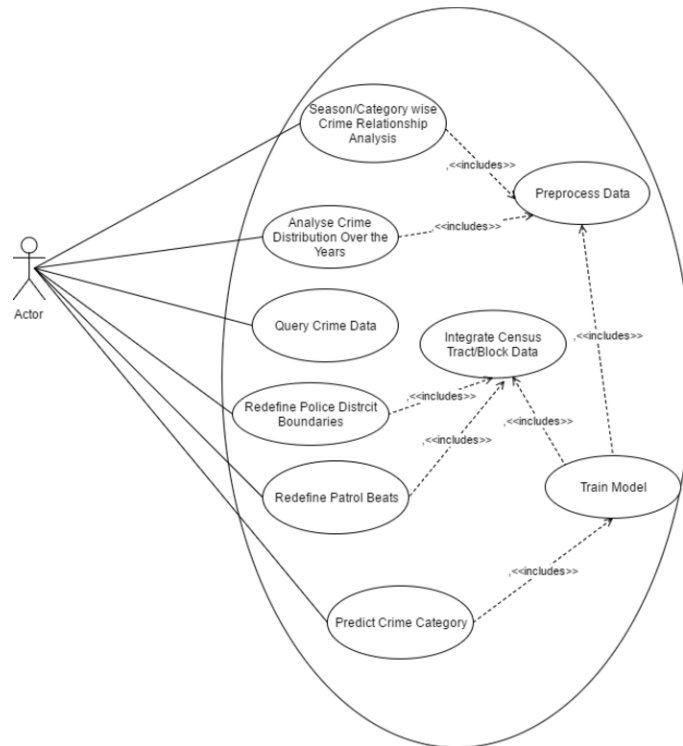 Season/Category wise
Crime Relationship
Analysis
,<<includes>>
Preprocess Data
Analyse Crime
Distribution Over the
Years
,<<includes>>
Actor
Query Crime Data
Integrate Census
Tract/Block Data
,<<includes>>
Redefine Police Distrcit
Boundaries
,<<includes>>
,<<includes>>
,<<includes>>
Redefine Patrol Beats
Train Model
,<<includes>>
Predict Crime Category